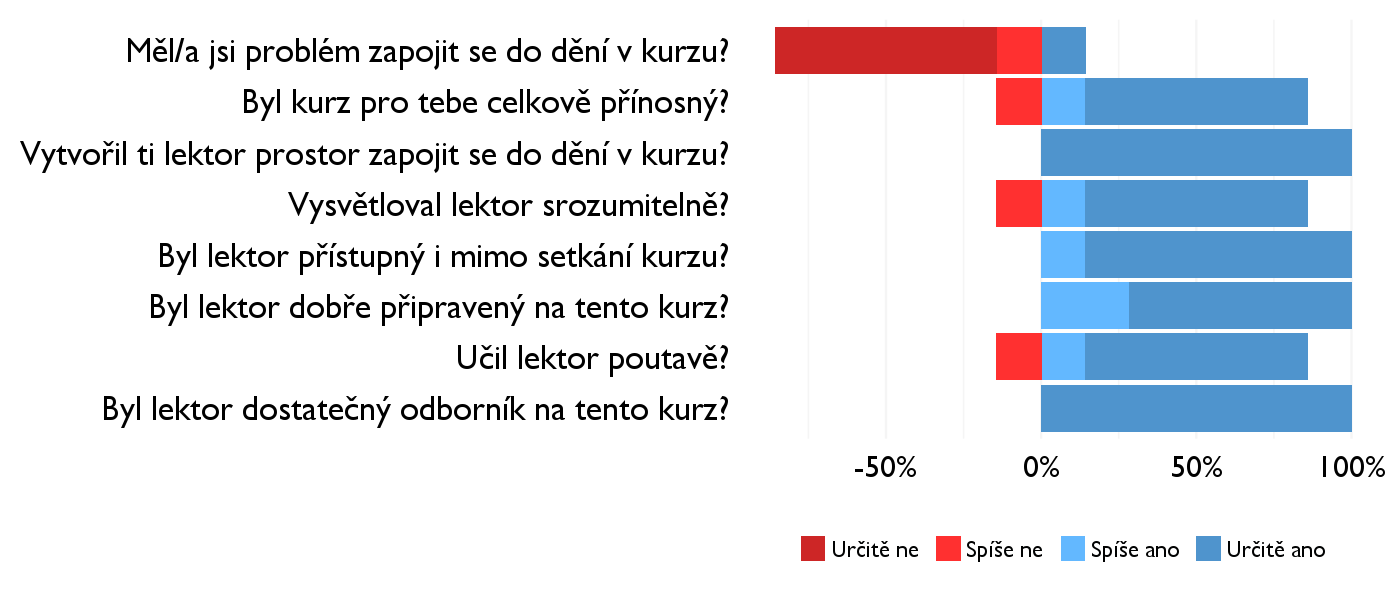 Měl/a jsi problém zapojit se do dění v kurzu?
Byl kurz pro tebe celkově přínosný?
Vytvořil ti lektor prostor zapojit se do dění v kurzu?
Vysvětloval lektor srozumitelně?
Byl lektor přístupný i mimo setkání kurzu?
Byl lektor dobře připravený na tento kurz?
Učil lektor poutavě?
Byl lektor dostatečný odborník na tento kurz?
-50% 0% 50% 100%
Určitě ne Spíše ne Spíše ano Určitě ano